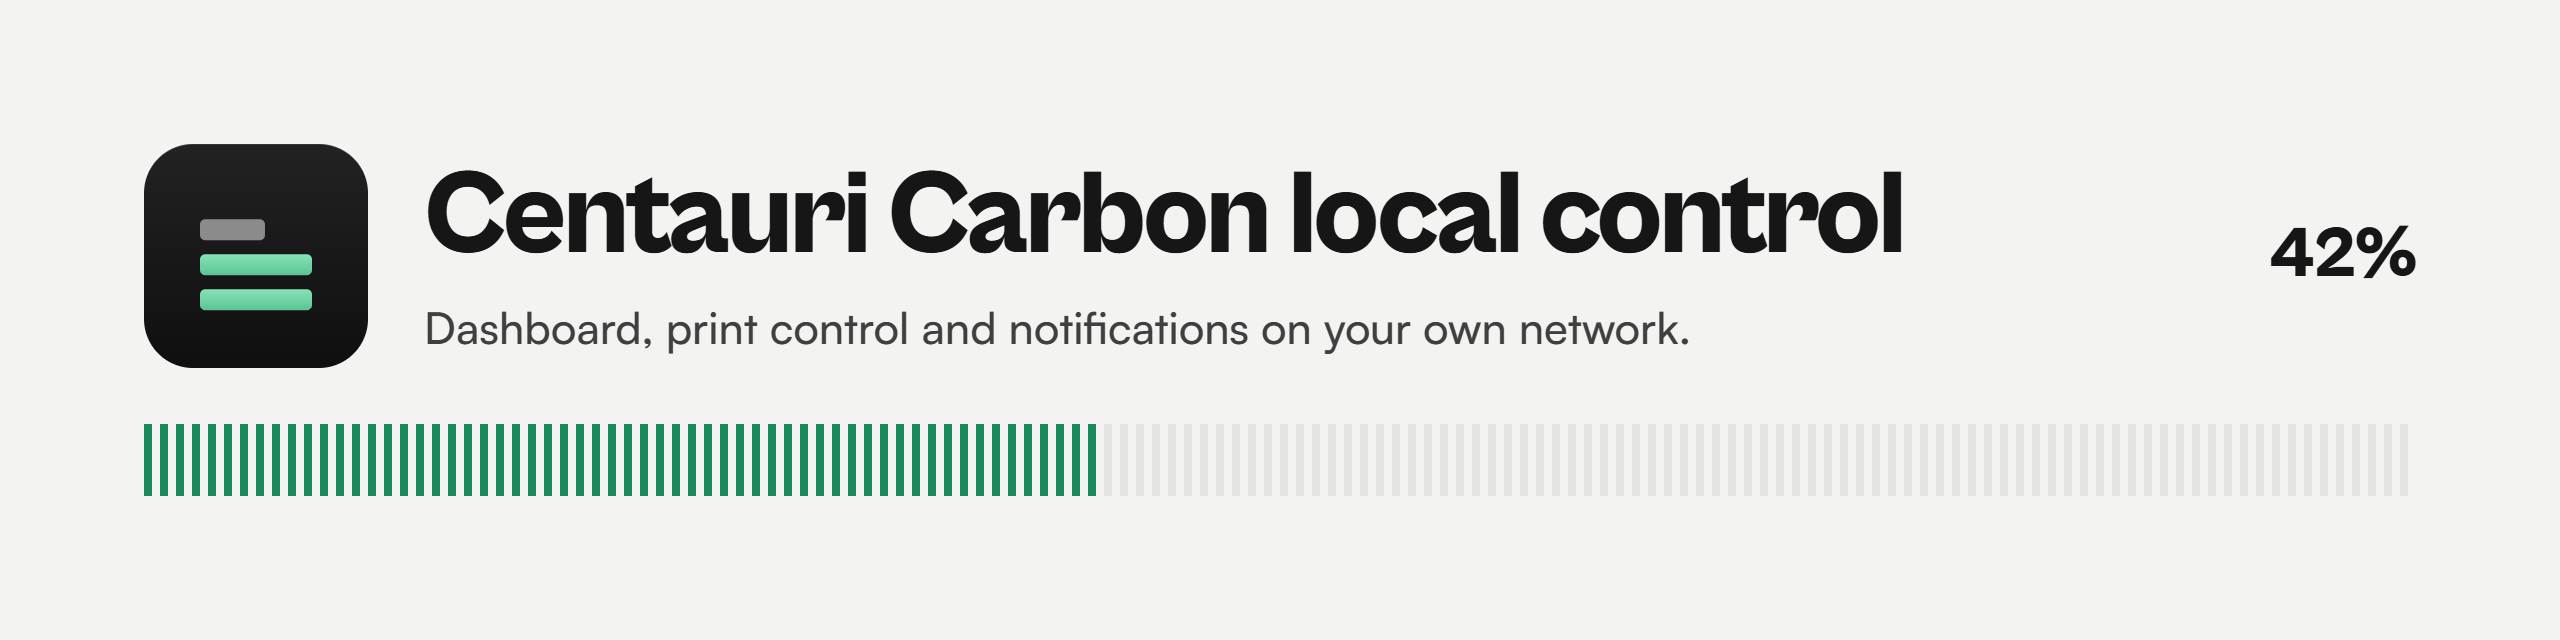 Centauri Carbon local control
Dashboard, print control and notifications on your own network.
42%